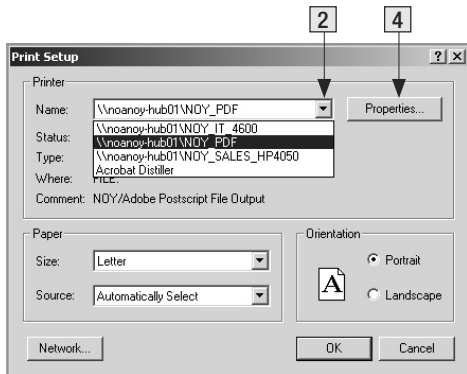 2 4
Print Setup
Printer
Name: \\noanoy-hub01\NOY_PDF Properties...
\\noanoy-hub01\NOY_IT_4600
Status: \\noanoy-hub01\NOY_PDF
Type: \\noanoy-hub01\NOY_SALES_HP4050
Acrobat Distiller
Where: FILE:
Comment: NOY/Adobe Postscript File Output
Paper Orientation
Size: Letter Portrait
A
Source: Automatically Select Landscape
Network... OK Cancel